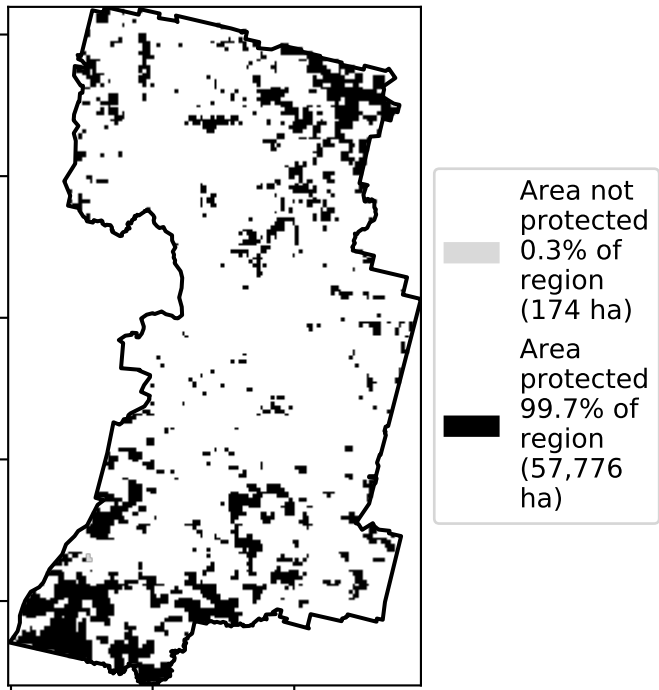 Area not
protected
0.3% of
region
(174 ha)
Area
protected
99.7% of
region
(57,776
ha)